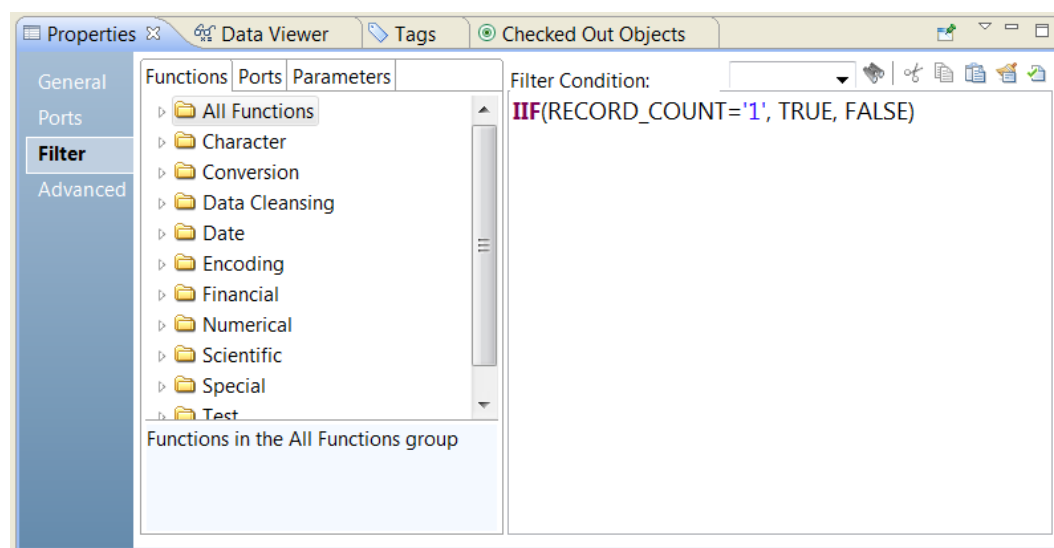 Properties Data Viewer Tags Checked Out Objects
General
Ports
Filter
Advanced
Functions Ports Parameters
All Functions
Character
Conversion
Data Cleansing
Date
Encoding
Financial
Numerical
Scientific
Special
Test
Functions in the All Functions group
Filter Condition:
IIF(RECORD_COUNT='1', TRUE, FALSE)